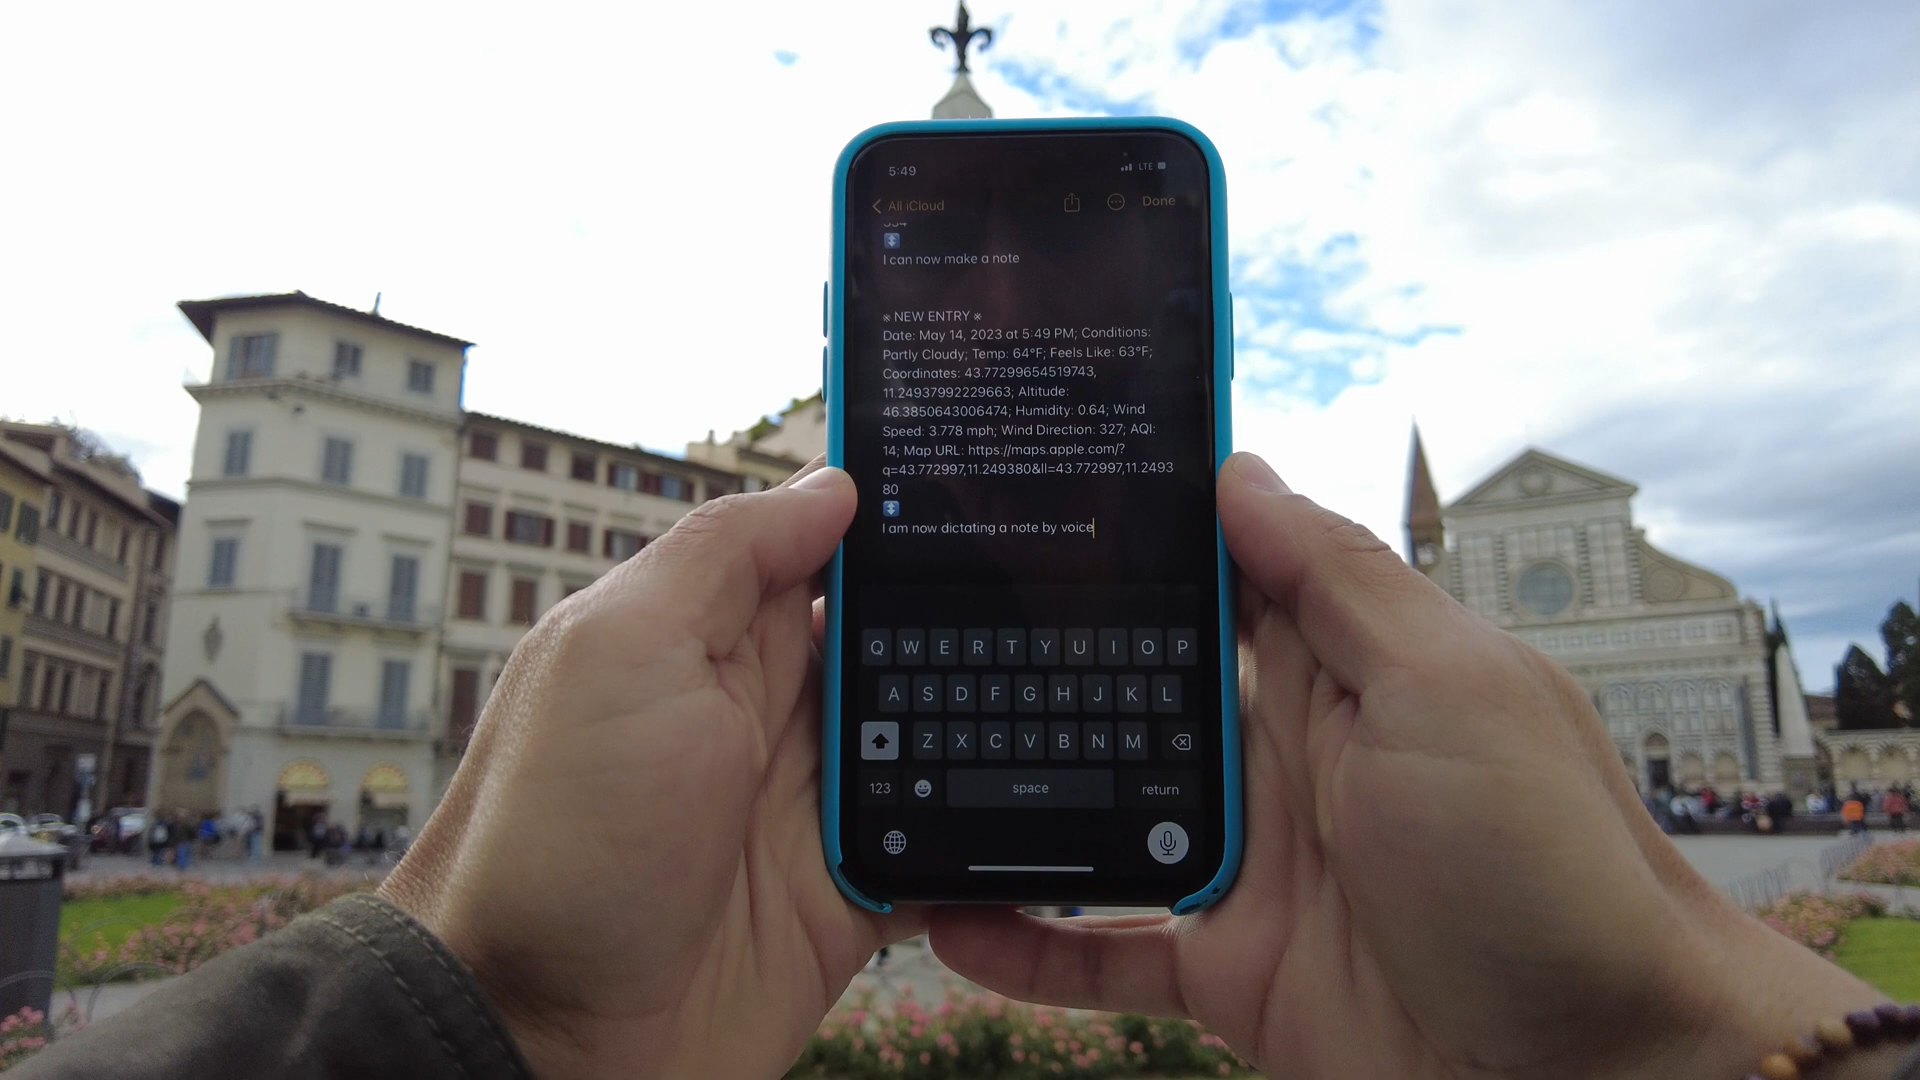 5:49
LTE
All iCloud
Done
I can now make a note
※ NEW ENTRY ※
Date: May 14, 2023 at 5:49 PM; Conditions:
Partly Cloudy; Temp: 64°F; Feels Like: 63°F;
Coordinates: 43.77299654519743,
11.24937992229663; Altitude:
46.3850643006474; Humidity: 0.64; Wind
Speed: 3.778 mph; Wind Direction: 327; AQI:
14; Map URL: https://maps.apple.com/?
q=43.772997,11.249380&ll=43.772997,11.2493
80
I am now dictating a note by voice
Q W E R T Y U I O P
A S D F G H J K L
Z X C V B N M
123 space return